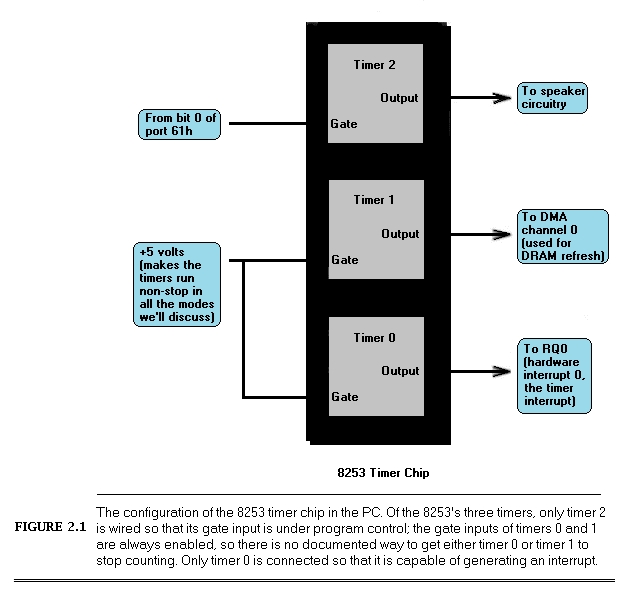 Timer 2
Output
Gate
From bit 0 of
port 61h
To speaker
circuitry
Timer 1
Output
Gate
+5 volts
(makes the
timers run
non-stop in
all the modes
we'll discuss)
To DMA
channel 0
(used for
DRAM refresh)
Timer 0
Output
Gate
To RQ0
(hardware
interrupt 0,
the timer
interrupt)
8253 Timer Chip
FIGURE 2.1
The configuration of the 8253 timer chip in the PC. Of the 8253's three timers, only timer 2
is wired so that its gate input is under program control; the gate inputs of timers 0 and 1
are always enabled, so there is no documented way to get either timer 0 or timer 1 to
stop counting. Only timer 0 is connected so that it is capable of generating an interrupt.